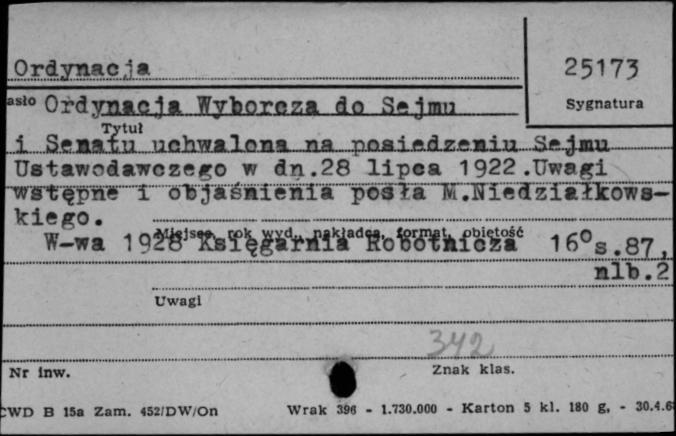 Ordynacja
25173
Sygnatura
asło Ordynacja Wyborcza do Sejmu
Tytuł
i Senatu uchwalona na posiedzeniu Sejmu
Ustawodawczego w dn.28 lipca 1922.Uwagi
wstępne i objaśnienia posła M.Niedziałkows-
kiego.
Miejsce, rok wyd., nakładca, format, objętość
W-wa 1928 Księgarnia Robotnicza 16° s.87,
nlb.2
Uwagi
342
Nr inw.
Znak klas.
CWD B 15a Zam. 452/DW/On Wrak 396 - 1.730.000 - Karton 5 kl. 180 g. - 30.4.6